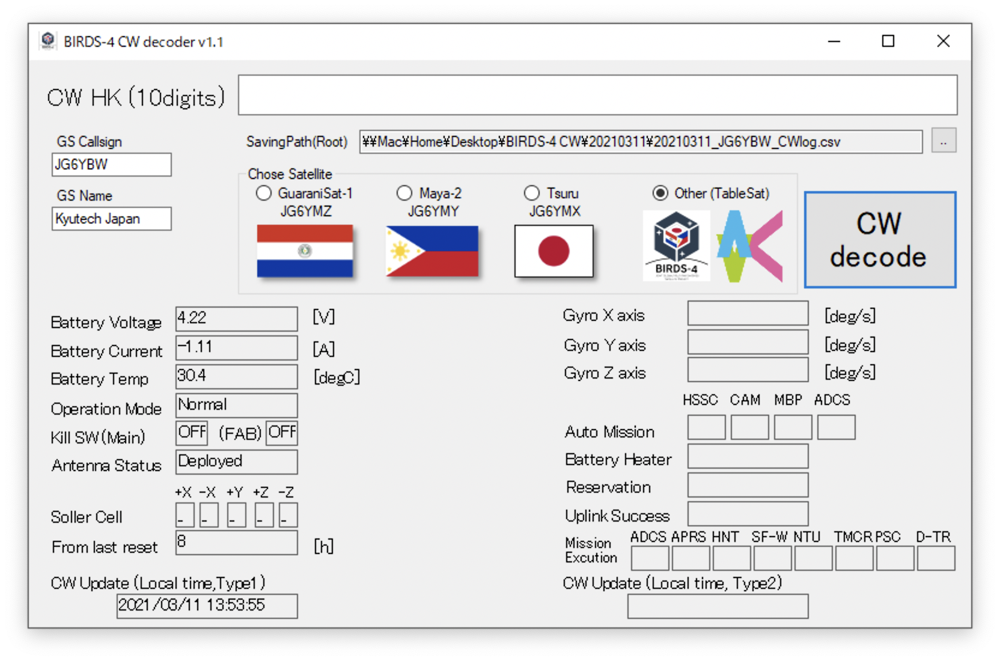 BIRDS-4 CW decoder v1.1
CW HK (10digits)
GS Callsign
JG6YBW
SavingPath(Root) ¥¥Mac¥Home¥Desktop¥BIRDS-4 CW¥20210311¥20210311_JG6YBW_CWlog.csv ..
GS Name
Kyutech Japan
Chose Satellite
GuaraniSat-1 Maya-2 Tsuru Other (TableSat)
JG6YMZ JG6YMY JG6YMX
BIRDS-4
CW
decode
Battery Voltage 4.22 [V]
Battery Current -1.11 [A]
Battery Temp 30.4 [degC]
Operation Mode Normal
Kill SW(Main) OFF (FAB) OFF
Antenna Status Deployed
+X -X +Y +Z -Z
Soller Cell - - - - -
From last reset 8 [h]
CW Update (Local time,Type1)
2021/03/11 13:53:55
Gyro X axis [deg/s]
Gyro Y axis [deg/s]
Gyro Z axis [deg/s]
HSSC CAM MBP ADCS
Auto Mission
Battery Heater
Reservation
Uplink Success
ADCS APRS HNT SF-W NTU TMCR PSC D-TR
Mission
Excution
CW Update (Local time, Type2)